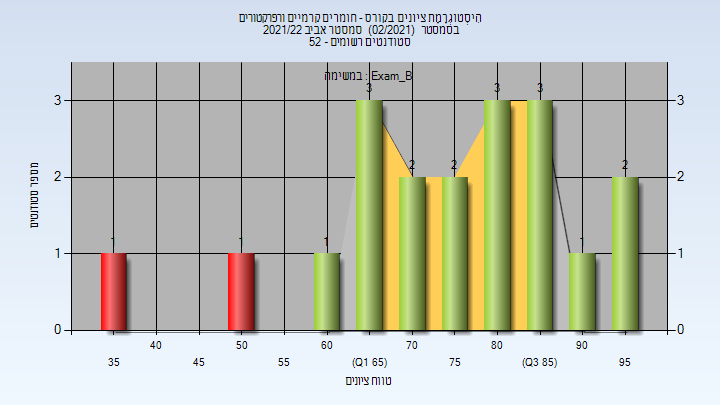 היסטוגרמת ציונים בקורס - חומרים קרמיים ורפרקטורים
בסמסטר (02/2021) סמסטר אביב 2021/22
סטודנטים רשומים - 52
במשימה : Exam_B
3 3 3
2 2 2
1 1 1 1
3 3
2 2
1 1
0 0
מספר סטודנטים
40 50 60 70 80 90
35 45 55 (Q1 65) 75 (Q3 85) 95
טווח ציונים